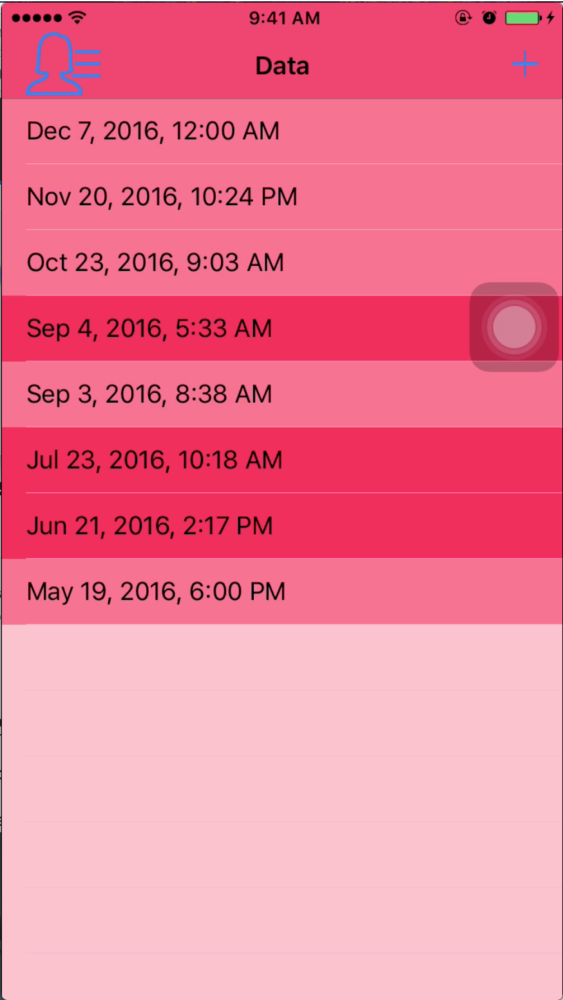 9:41 AM
Data
Dec 7, 2016, 12:00 AM
Nov 20, 2016, 10:24 PM
Oct 23, 2016, 9:03 AM
Sep 4, 2016, 5:33 AM
Sep 3, 2016, 8:38 AM
Jul 23, 2016, 10:18 AM
Jun 21, 2016, 2:17 PM
May 19, 2016, 6:00 PM